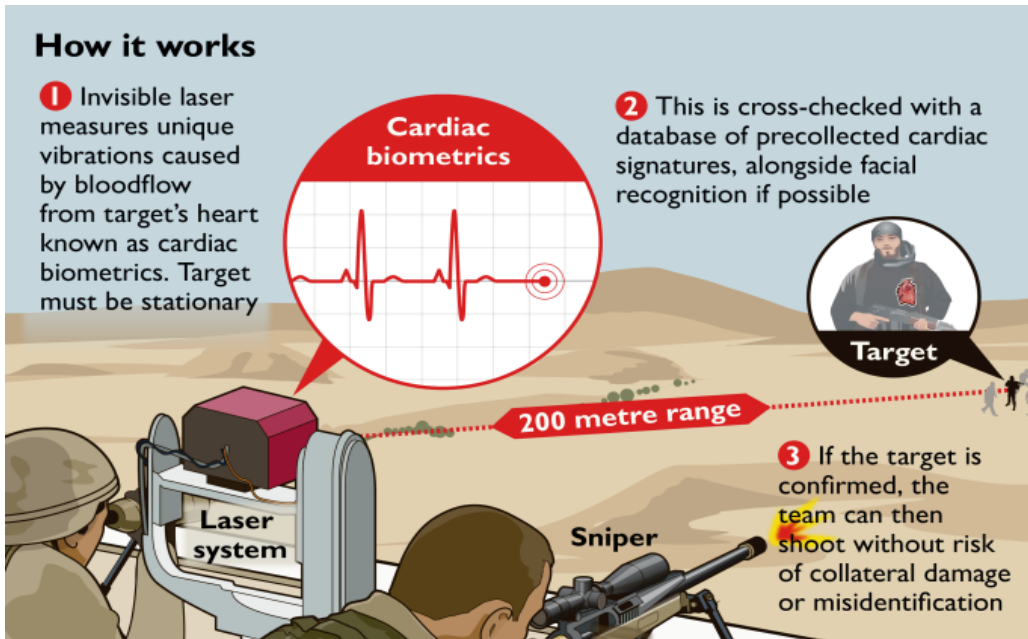 How it works
1 Invisible laser
measures unique
vibrations caused
by bloodflow
from target's heart
known as cardiac
biometrics. Target
must be stationary
Cardiac
biometrics
2 This is cross-checked with a
database of precollected cardiac
signatures, alongside facial
recognition if possible
Target
200 metre range
Laser
system
Sniper
3 If the target is
confirmed, the
team can then
shoot without risk
of collateral damage
or misidentification